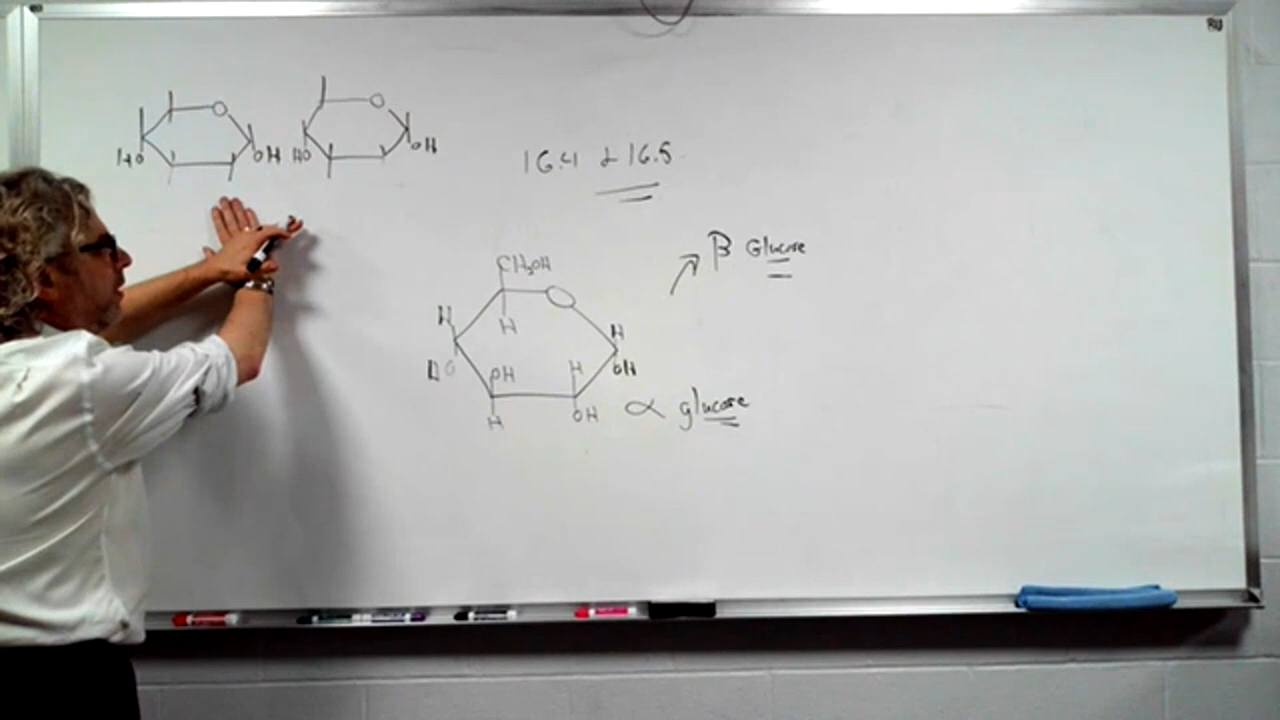 HO OH HO OH
16.4 & 16.5
β Glucose
CH₂OH
H H
H
HO OH H OH
α glucose
H OH